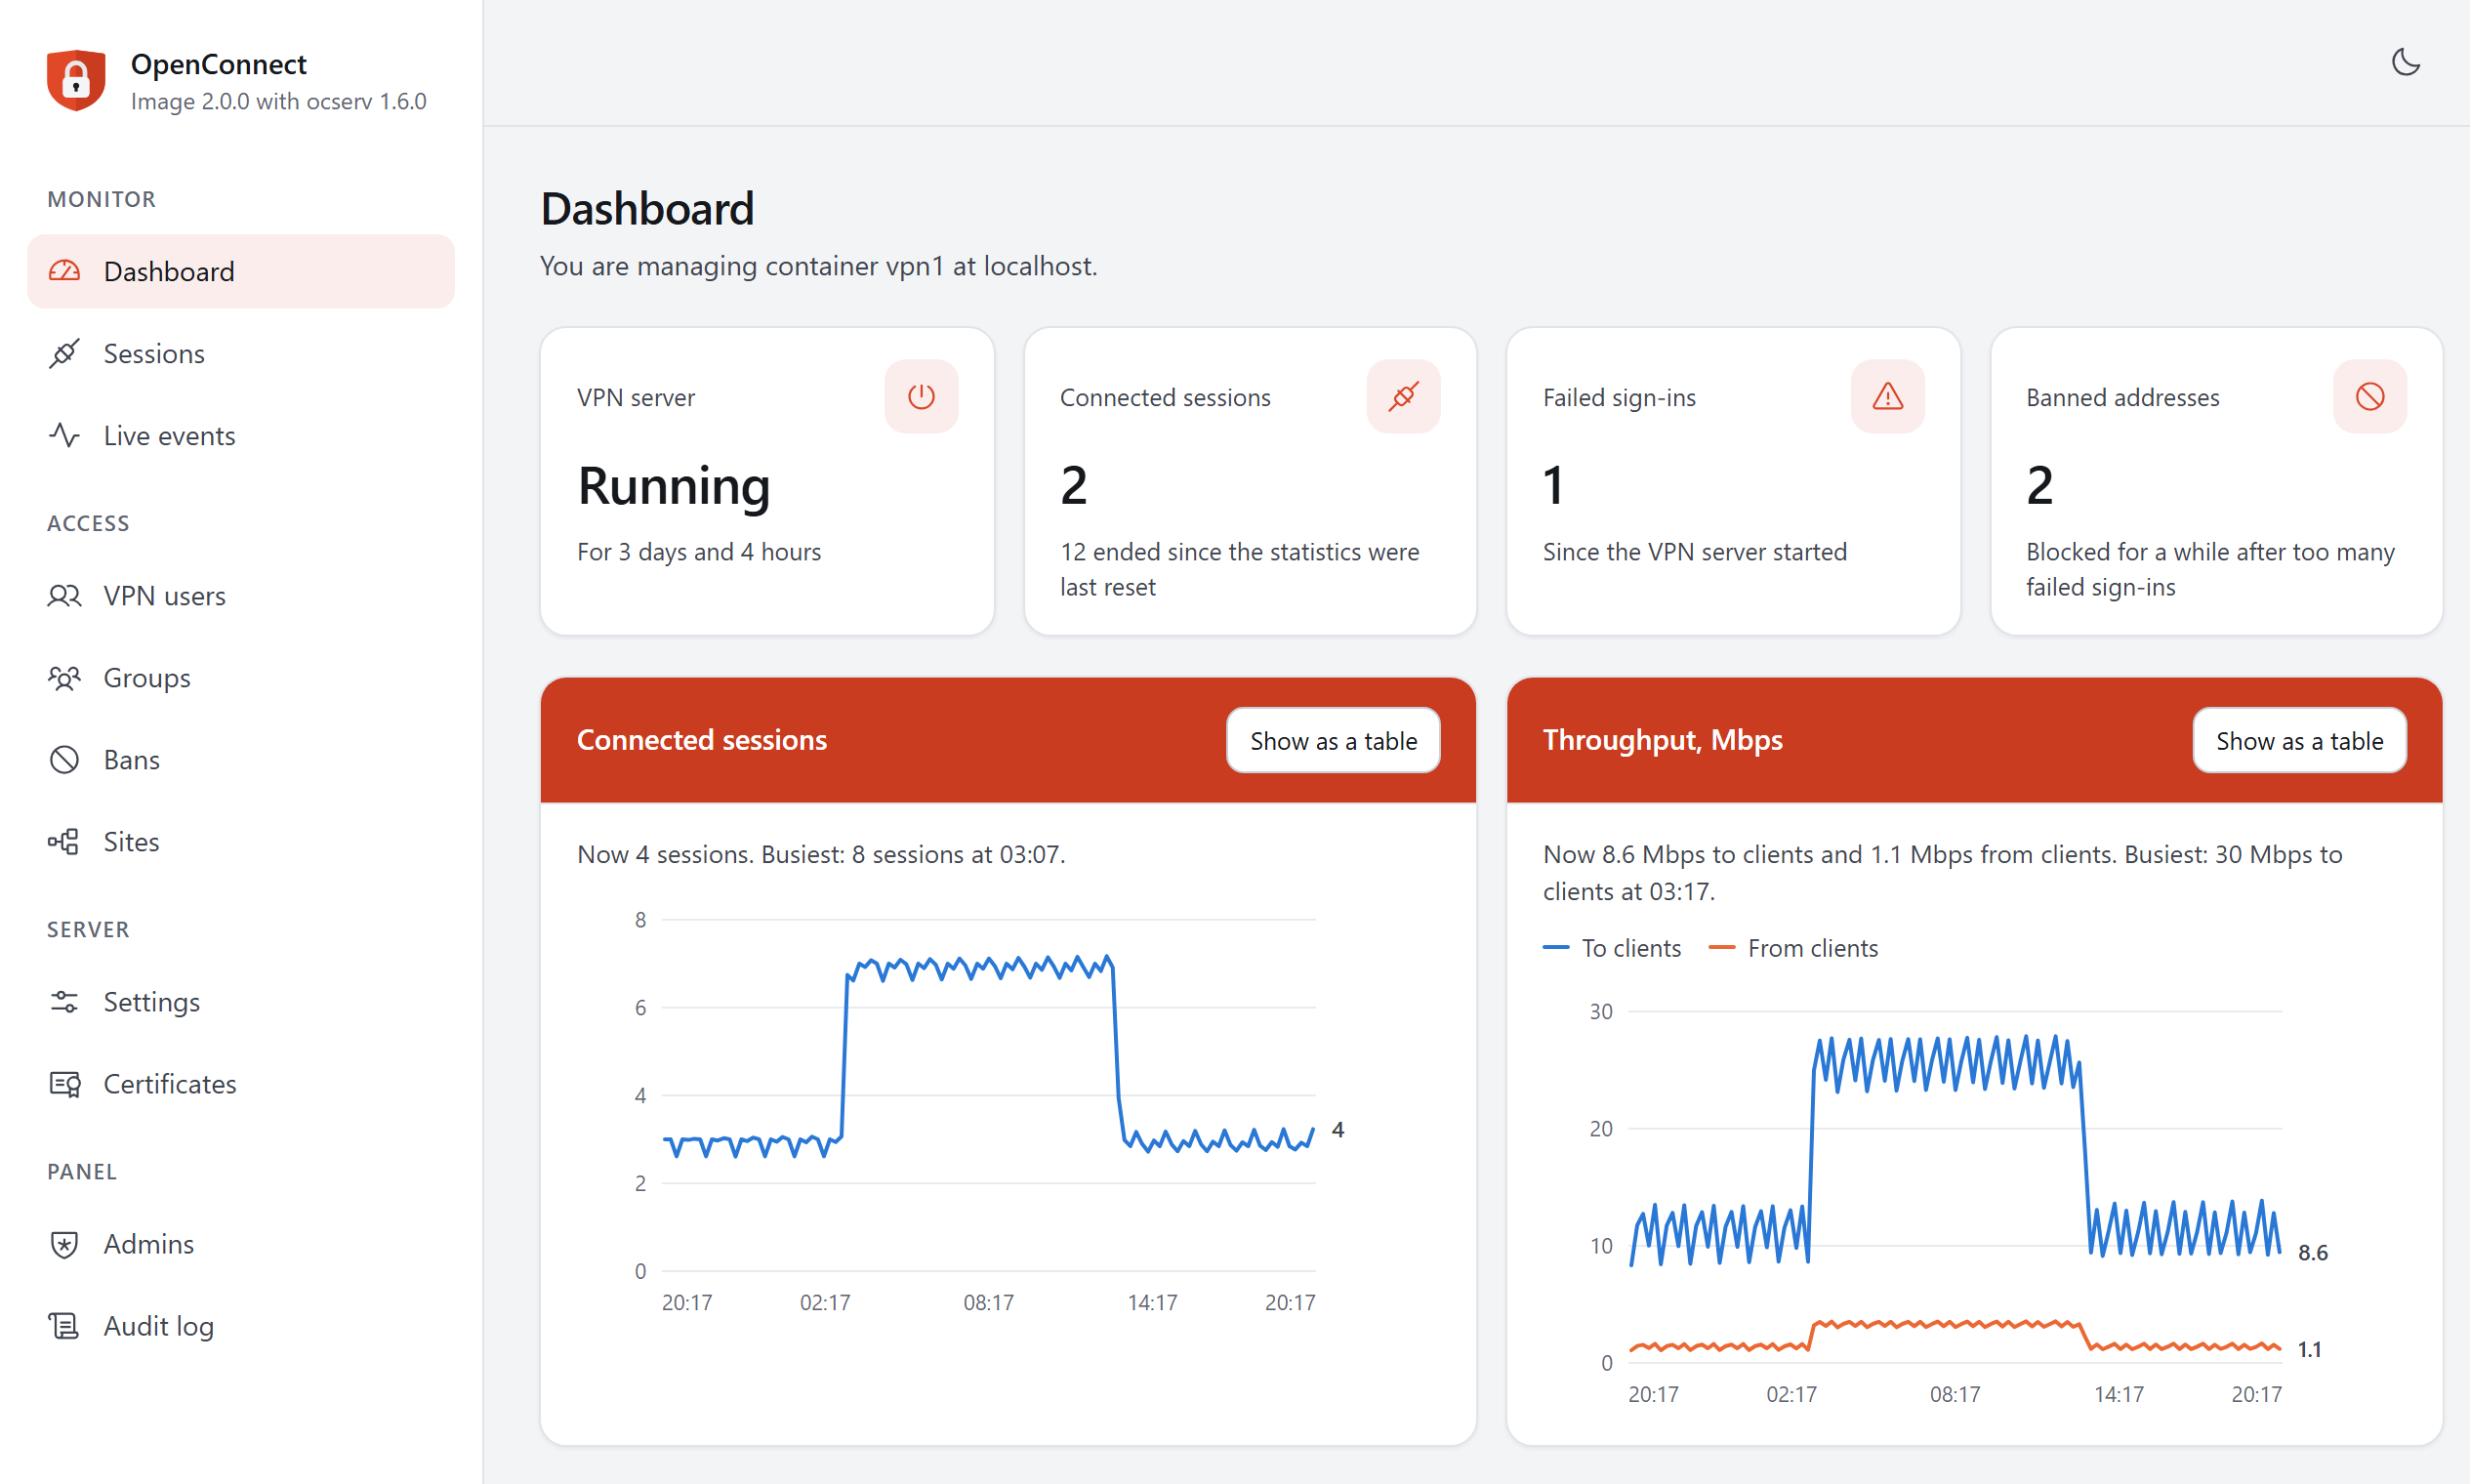 OpenConnect
Image 2.0.0 with ocserv 1.6.0
MONITOR
Dashboard
Sessions
Live events
ACCESS
VPN users
Groups
Bans
Sites
SERVER
Settings
Certificates
PANEL
Admins
Audit log
Dashboard
You are managing container vpn1 at localhost.
VPN server
Running
For 3 days and 4 hours
Connected sessions
2
12 ended since the statistics were
last reset
Failed sign-ins
1
Since the VPN server started
Banned addresses
2
Blocked for a while after too many
failed sign-ins
Connected sessions
Show as a table
Now 4 sessions. Busiest: 8 sessions at 03:07.
8
6
4
2
0
4
20:17 02:17 08:17 14:17 20:17
Throughput, Mbps
Show as a table
Now 8.6 Mbps to clients and 1.1 Mbps from clients. Busiest: 30 Mbps to
clients at 03:17.
To clients From clients
30
20
10
0
8.6
1.1
20:17 02:17 08:17 14:17 20:17